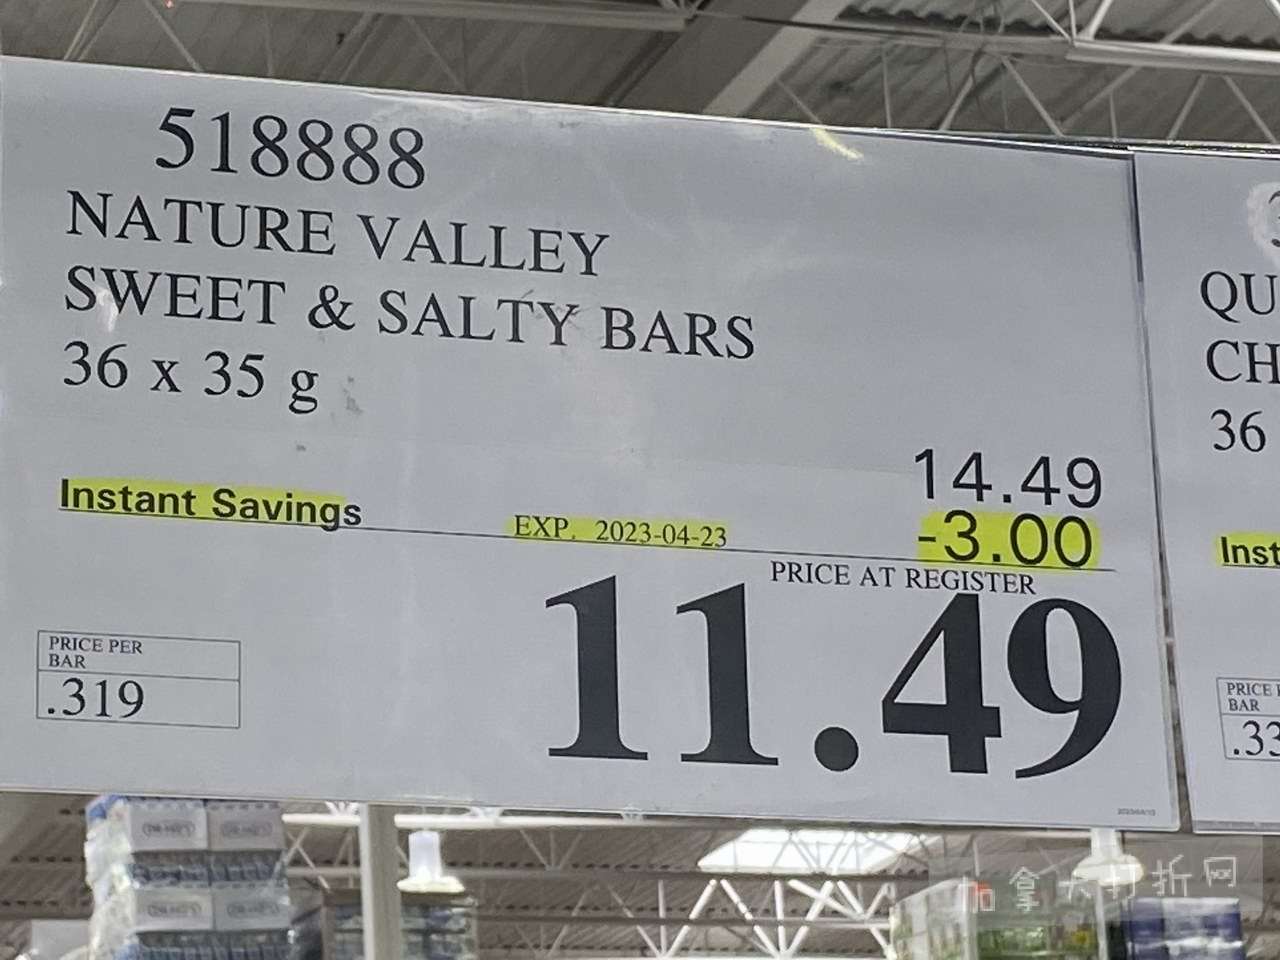 518888
NATURE VALLEY
SWEET & SALTY BARS
36 x 35 g
14.49
Instant Savings EXP. 2023-04-23 -3.00
PRICE AT REGISTER
11.49
PRICE PER
BAR
.319
QU
CH
36
Inst
PRICE
BAR
.33
加拿大打折网